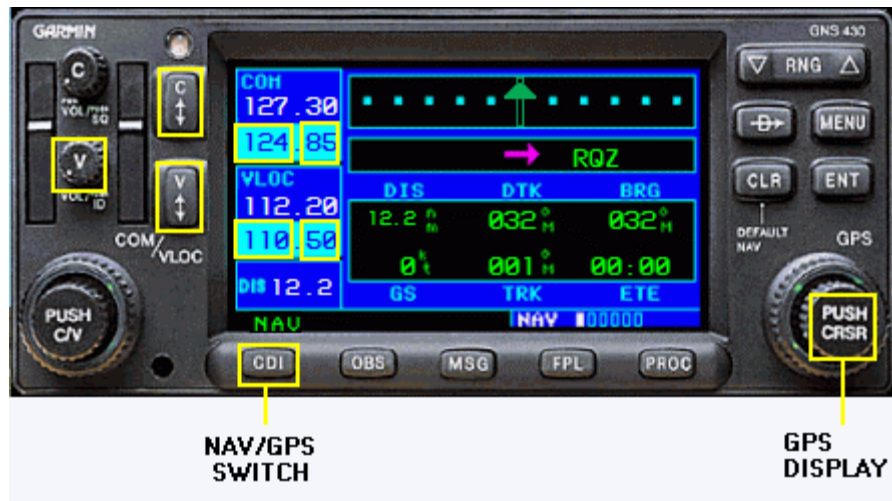 GARMIN
GNS 430
C
PUSH VOL/PUSH SQ
C
V
VOL/PUSH ID
V
COM/VLOC
PUSH
C/V
COM
127.30
124.85
VLOC
112.20
110.50
DIS 12.2
NAV
RQZ
DIS DTK BRG
12.2 nm 032°M 032°M
0kt 001°M 00:00
GS TRK ETE
NAV
CDI OBS MSG FPL PROC
RNG
D
MENU
CLR ENT
DEFAULT
NAV
GPS
PUSH
CRSR
NAV/GPS
SWITCH
GPS
DISPLAY